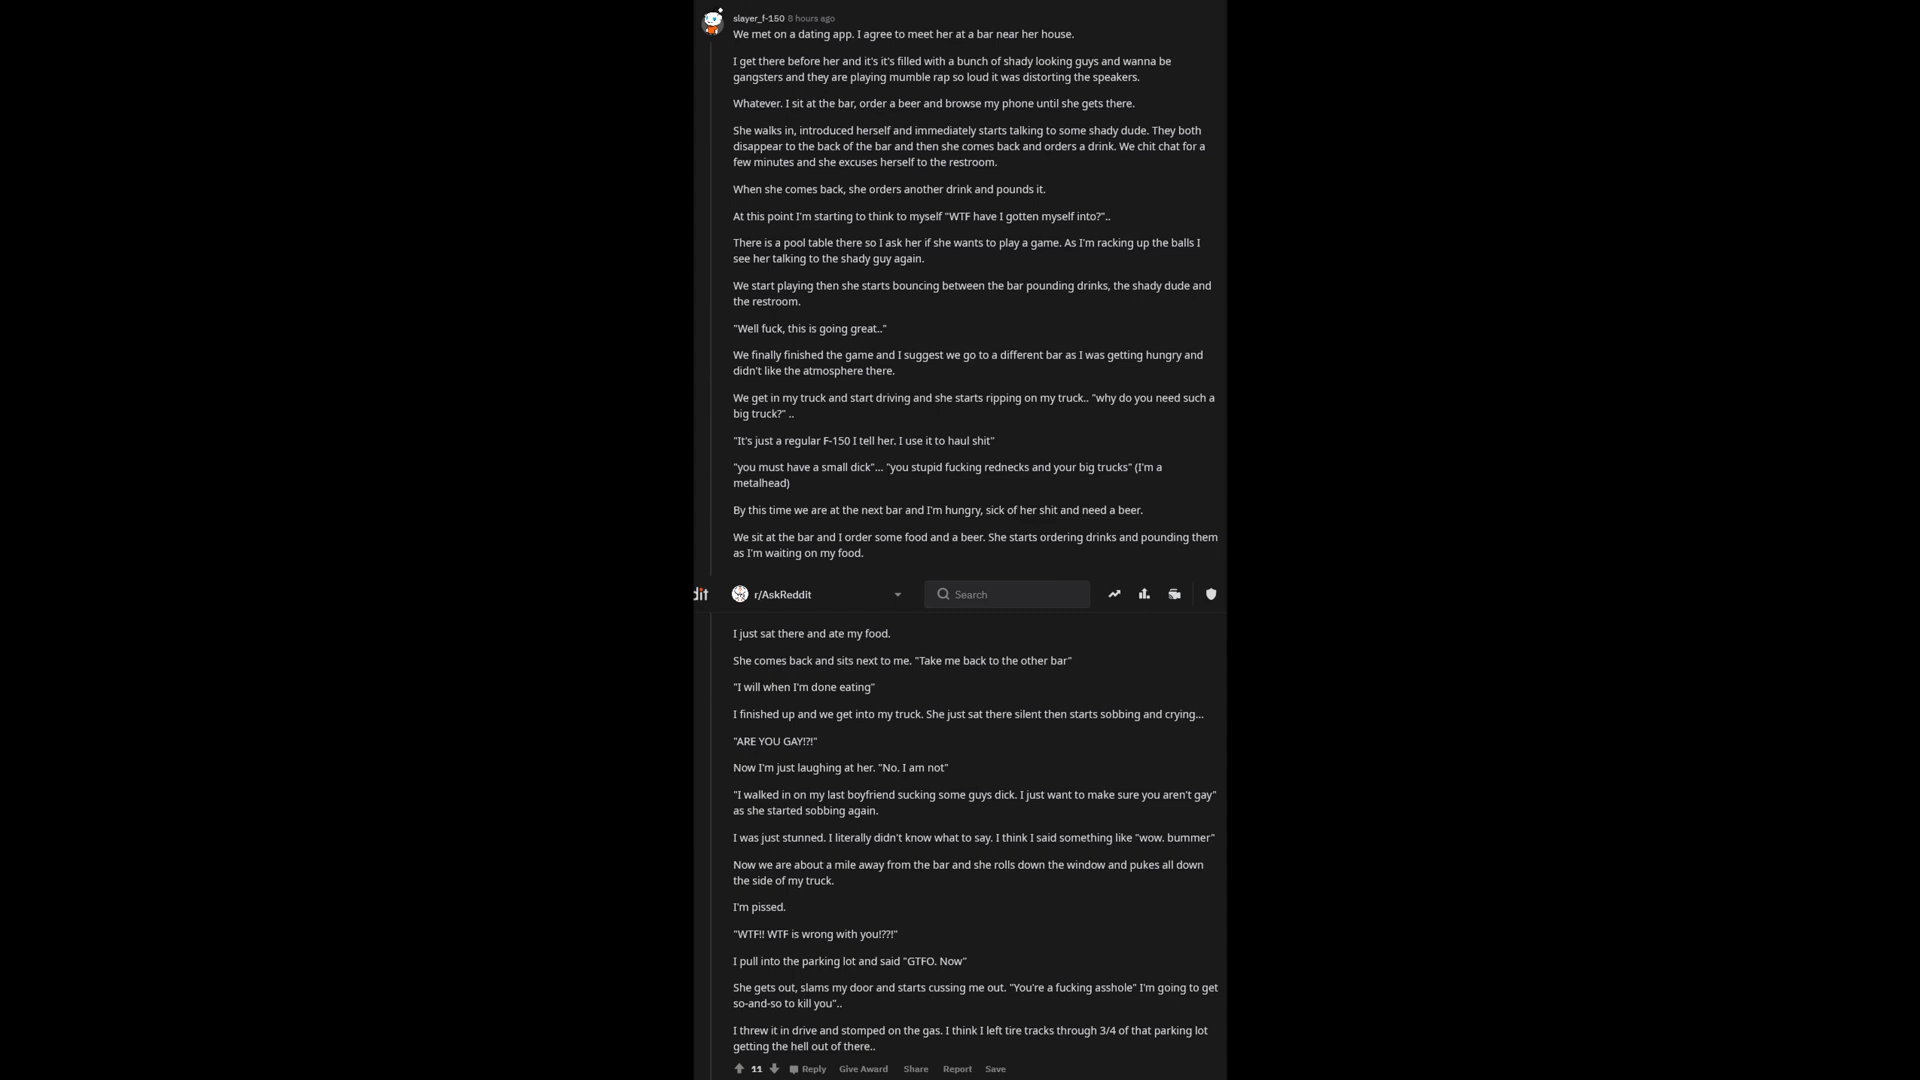 slayer_f-150 8 hours ago
We met on a dating app. I agree to meet her at a bar near her house.
I get there before her and it's it's filled with a bunch of shady looking guys and wanna be
gangsters and they are playing mumble rap so loud it was distorting the speakers.
Whatever. I sit at the bar, order a beer and browse my phone until she gets there.
She walks in, introduced herself and immediately starts talking to some shady dude. They both
disappear to the back of the bar and then she comes back and orders a drink. We chit chat for a
few minutes and she excuses herself to the restroom.
When she comes back, she orders another drink and pounds it.
At this point I'm starting to think to myself "WTF have I gotten myself into?"..
There is a pool table there so I ask her if she wants to play a game. As I'm racking up the balls I
see her talking to the shady guy again.
We start playing then she starts bouncing between the bar pounding drinks, the shady dude and
the restroom.
"Well fuck, this is going great.."
We finally finished the game and I suggest we go to a different bar as I was getting hungry and
didn't like the atmosphere there.
We get in my truck and start driving and she starts ripping on my truck.. "why do you need such a
big truck?" ..
"It's just a regular F-150 I tell her. I use it to haul shit"
"you must have a small dick"... "you stupid fucking rednecks and your big trucks" (I'm a
metalhead)
By this time we are at the next bar and I'm hungry, sick of her shit and need a beer.
We sit at the bar and I order some food and a beer. She starts ordering drinks and pounding them
as I'm waiting on my food.
dit r/AskReddit Search
I just sat there and ate my food.
She comes back and sits next to me. "Take me back to the other bar"
"I will when I'm done eating"
I finished up and we get into my truck. She just sat there silent then starts sobbing and crying...
"ARE YOU GAY!?!"
Now I'm just laughing at her. "No. I am not"
"I walked in on my last boyfriend sucking some guys dick. I just want to make sure you aren't gay"
as she started sobbing again.
I was just stunned. I literally didn't know what to say. I think I said something like "wow. bummer"
Now we are about a mile away from the bar and she rolls down the window and pukes all down
the side of my truck.
I'm pissed.
"WTF!! WTF is wrong with you!??!"
I pull into the parking lot and said "GTFO. Now"
She gets out, slams my door and starts cussing me out. "You're a fucking asshole" I'm going to get
so-and-so to kill you"..
I threw it in drive and stomped on the gas. I think I left tire tracks through 3/4 of that parking lot
getting the hell out of there..
11 Reply Give Award Share Report Save